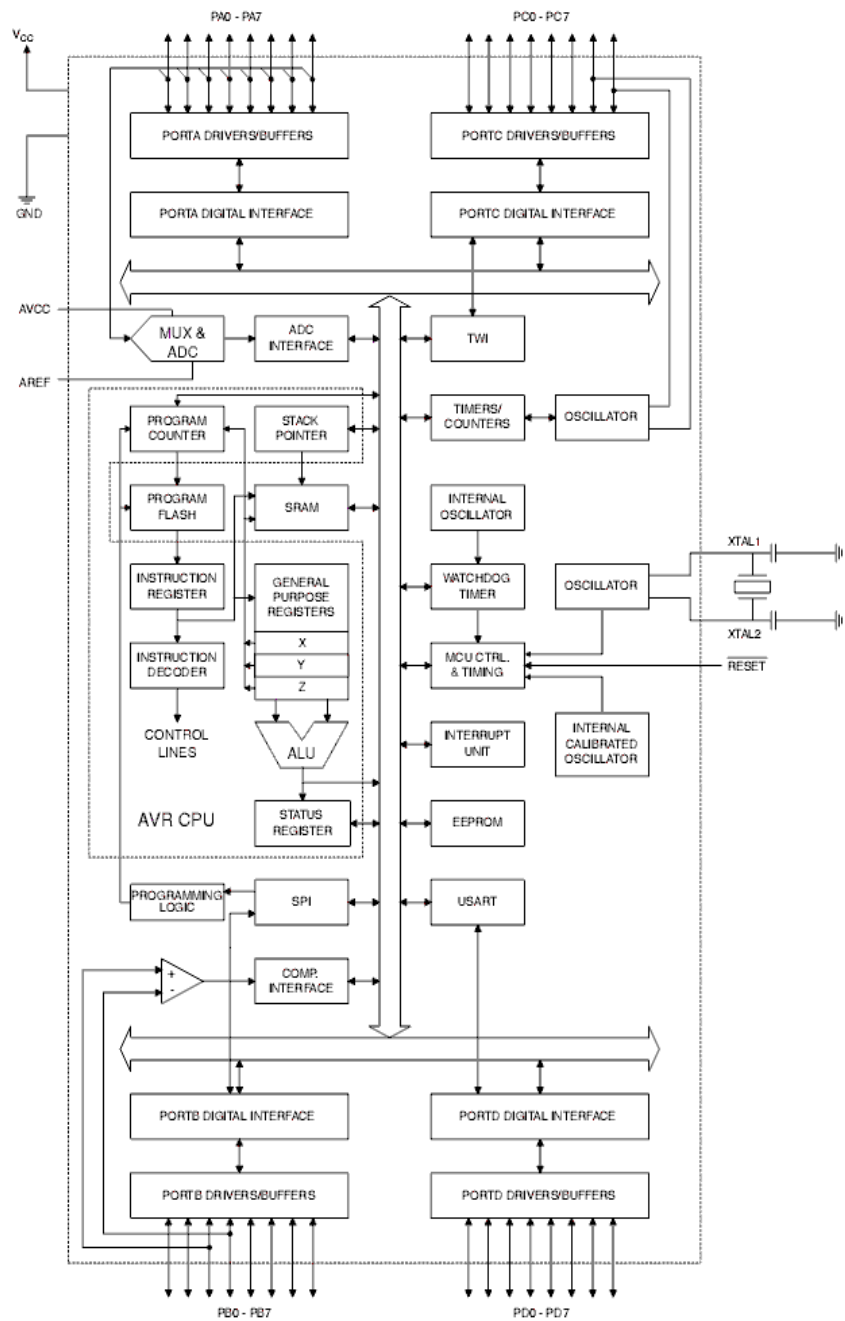 PA0 - PA7
PC0 - PC7
VCC
PORTA DRIVERS/BUFFERS
PORTC DRIVERS/BUFFERS
GND
PORTA DIGITAL INTERFACE
PORTC DIGITAL INTERFACE
AVCC
MUX &
ADC
ADC
INTERFACE
TWI
AREF
PROGRAM
COUNTER
STACK
POINTER
TIMERS/
COUNTERS
OSCILLATOR
PROGRAM
FLASH
SRAM
INTERNAL
OSCILLATOR
XTAL1
INSTRUCTION
REGISTER
GENERAL
PURPOSE
REGISTERS
WATCHDOG
TIMER
OSCILLATOR
XTAL2
X
INSTRUCTION
DECODER
Y
MCU CTRL.
& TIMING
RESET
Z
CONTROL
LINES
ALU
INTERRUPT
UNIT
INTERNAL
CALIBRATED
OSCILLATOR
AVR CPU
STATUS
REGISTER
EEPROM
PROGRAMMING
LOGIC
SPI
USART
+
-
COMP.
INTERFACE
PORTB DIGITAL INTERFACE
PORTD DIGITAL INTERFACE
PORTB DRIVERS/BUFFERS
PORTD DRIVERS/BUFFERS
PB0 - PB7
PD0 - PD7